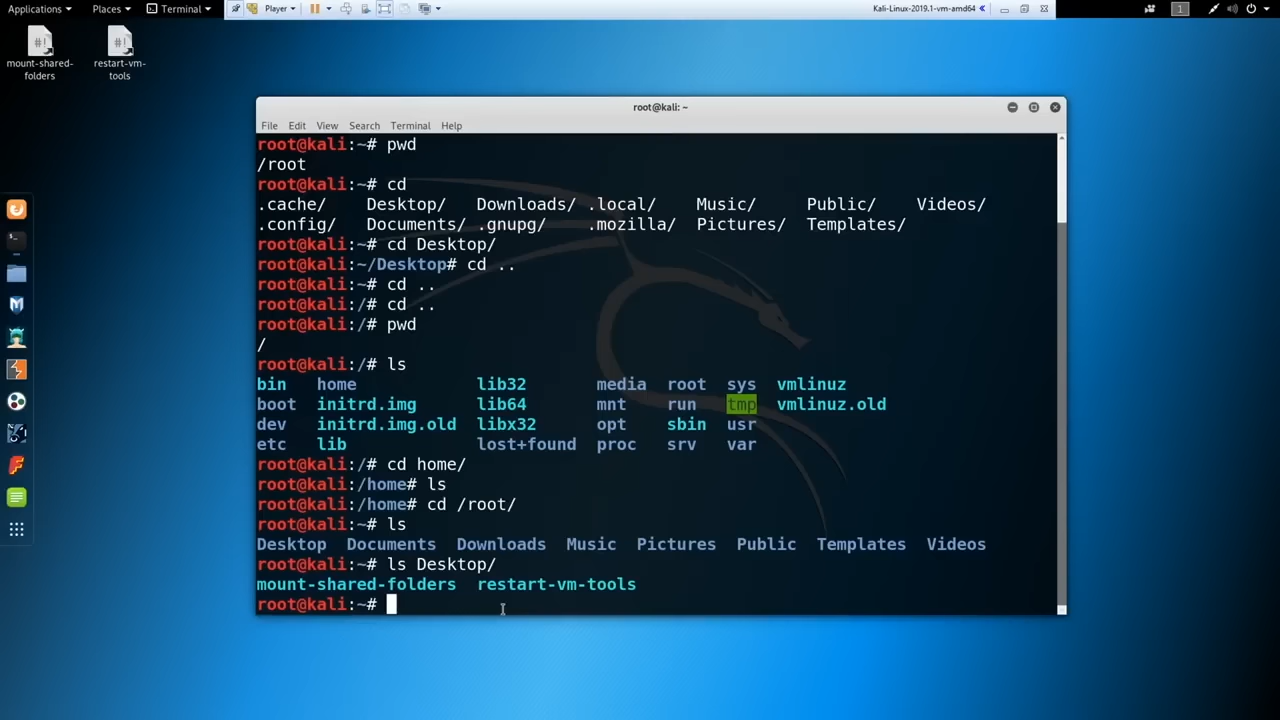 Applications Places Terminal Player Kali-Linux-2019.1-vm-amd64 1
mount-shared-
folders
restart-vm-
tools
root@kali: ~
File Edit View Search Terminal Help
root@kali:~# pwd
/root
root@kali:~# cd
.cache/ Desktop/ Downloads/ .local/ Music/ Public/ Videos/
.config/ Documents/ .gnupg/ .mozilla/ Pictures/ Templates/
root@kali:~# cd Desktop/
root@kali:~/Desktop# cd ..
root@kali:~# cd ..
root@kali:/# cd ..
root@kali:/# pwd
/
root@kali:/# ls
bin home lib32 media root sys vmlinuz
boot initrd.img lib64 mnt run tmp vmlinuz.old
dev initrd.img.old libx32 opt sbin usr
etc lib lost+found proc srv var
root@kali:/# cd home/
root@kali:/home# ls
root@kali:/home# cd /root/
root@kali:~# ls
Desktop Documents Downloads Music Pictures Public Templates Videos
root@kali:~# ls Desktop/
mount-shared-folders restart-vm-tools
root@kali:~#